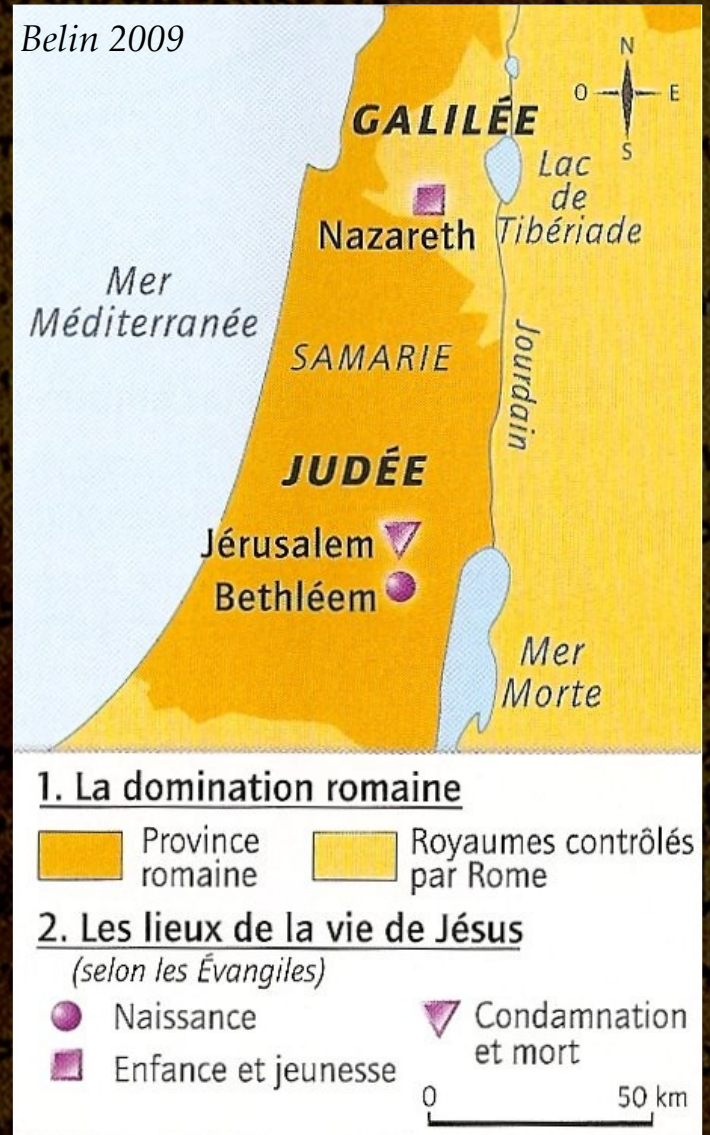 Belin 2009
N
O
E
S
GALILÉE
Lac
de
Tibériade
Nazareth
Mer
Méditerranée
SAMARIE
Jourdain
JUDÉE
Jérusalem
Bethléem
Mer
Morte
1. La domination romaine
Province
romaine
Royaumes contrôlés
par Rome
2. Les lieux de la vie de Jésus
(selon les Évangiles)
Naissance
Enfance et jeunesse
Condamnation
et mort
0 50 km